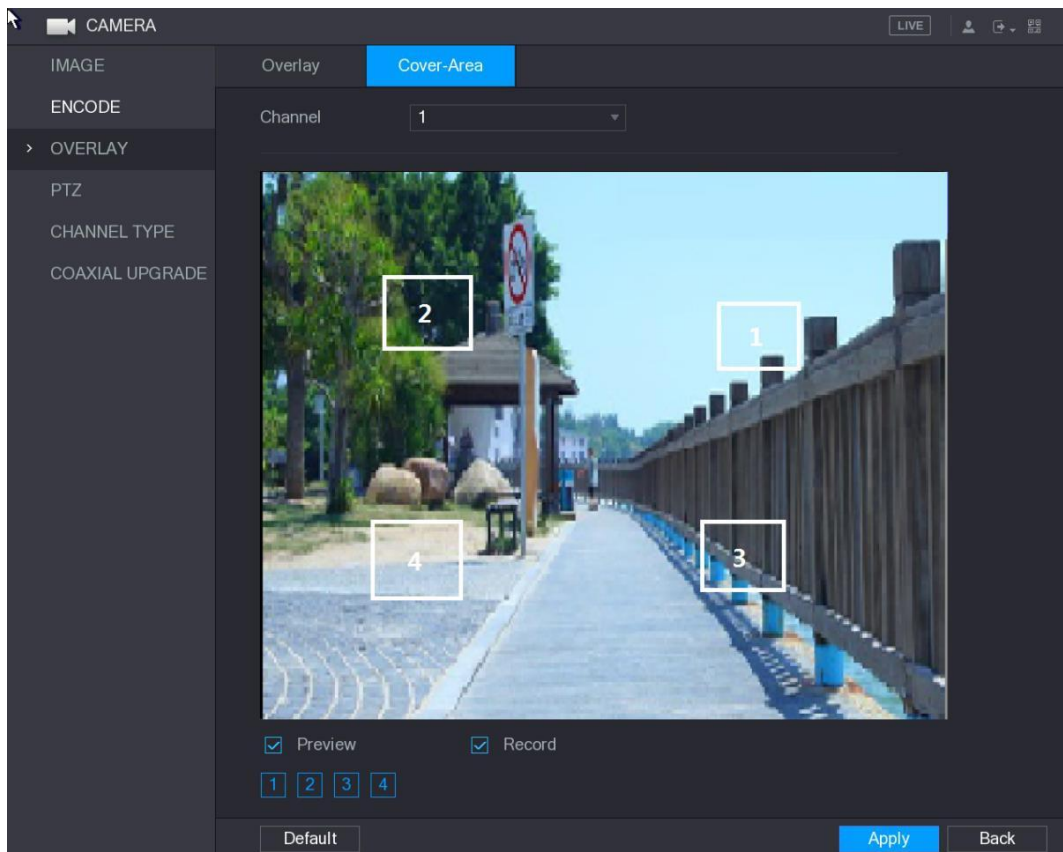 CAMERA
LIVE
IMAGE
ENCODE
OVERLAY
PTZ
CHANNEL TYPE
COAXIAL UPGRADE
Overlay Cover-Area
Channel 1
2
1
4
3
Preview Record
1 2 3 4
Default Apply Back